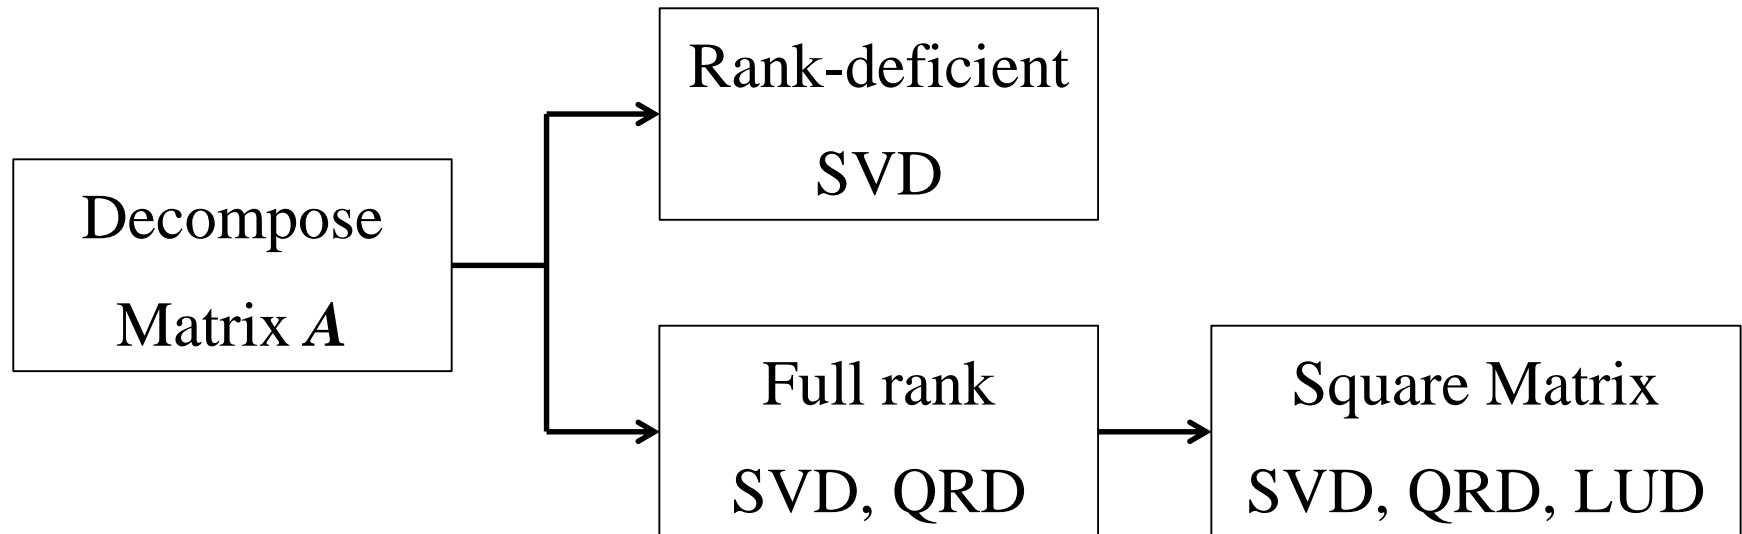 Rank-deficient
SVD
Decompose
Matrix A
Full rank
SVD, QRD
Square Matrix
SVD, QRD, LUD